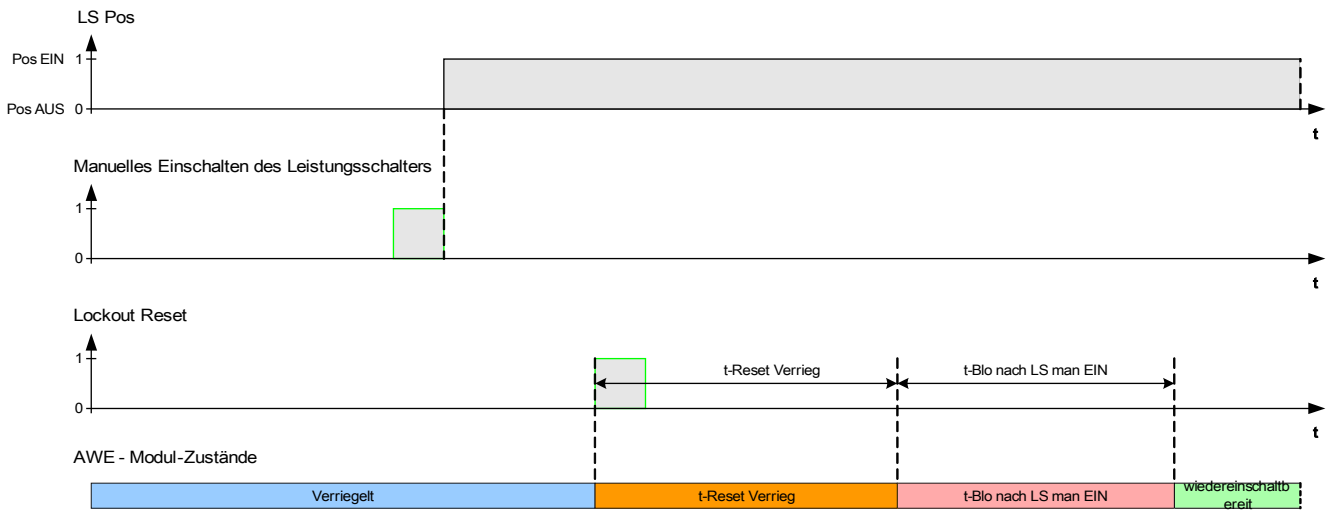 LS Pos
Pos EIN 1
Pos AUS 0
t
Manuelles Einschalten des Leistungsschalters
1
0
t
Lockout Reset
1
t-Reset Verrieg
t-Blo nach LS man EIN
0
t
AWE - Modul-Zustände
Verriegelt
t-Reset Verrieg
t-Blo nach LS man EIN
wiedereinschaltb
ereit